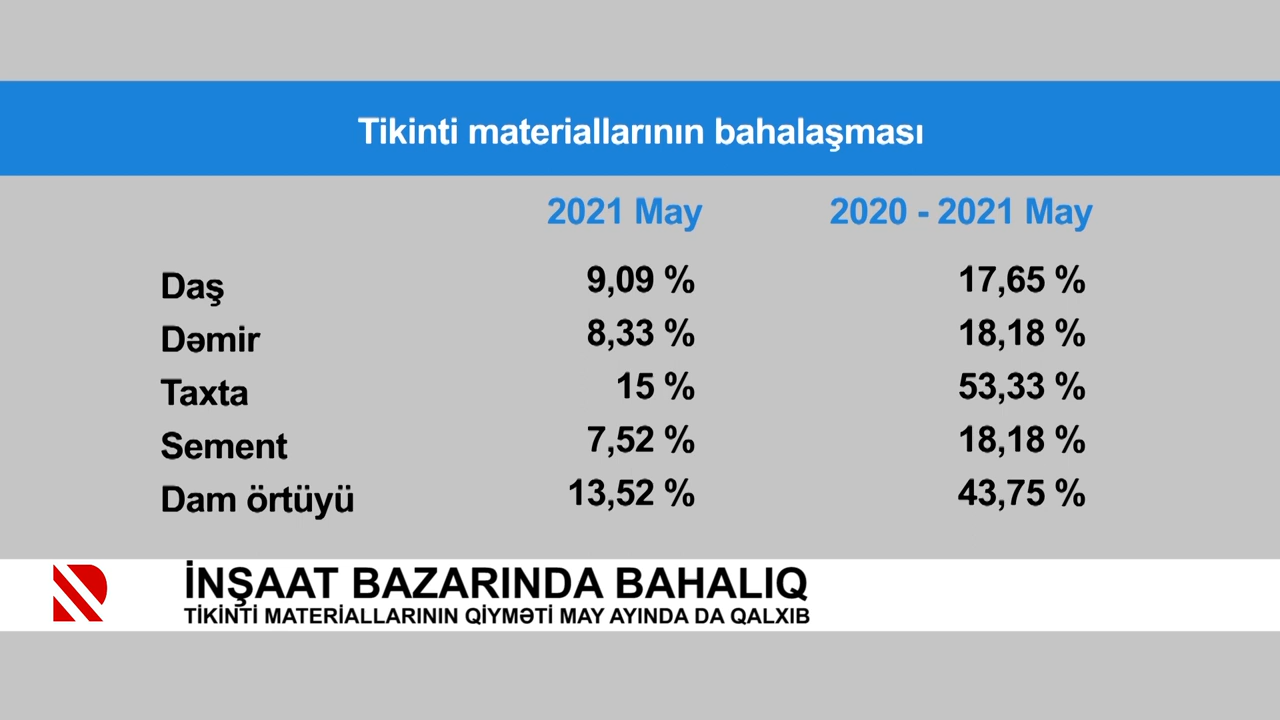 Tikinti materiallarının bahalaşması
2021 May 2020 - 2021 May
Daş 9,09 % 17,65 %
Dəmir 8,33 % 18,18 %
Taxta 15 % 53,33 %
Sement 7,52 % 18,18 %
Dam örtüyü 13,52 % 43,75 %
İNŞAAT BAZARINDA BAHALIQ
TİKİNTİ MATERİALLARININ QİYMƏTİ MAY AYINDA DA QALXIB